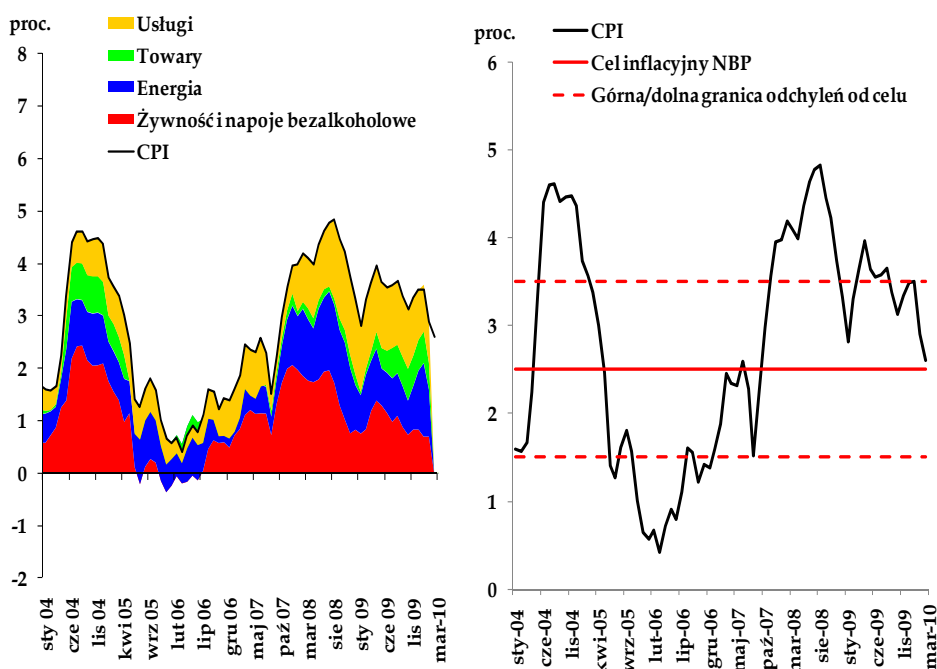 proc.
Usługi
Towary
Energia
Żywność i napoje bezalkoholowe
CPI
8
7
6
5
4
3
2
1
0
-1
-2
sty 04
cze 04
lis 04
kwi 05
wrz 05
lut 06
lip 06
gru 06
maj 07
paź 07
mar 08
sie 08
sty 09
cze 09
lis 09
mar-10
proc.
CPI
Cel inflacyjny NBP
Górna/dolna granica odchyleń od celu
6
5
4
3
2
1
0
sty-04
cze-04
lis-04
kwi-05
wrz-05
lut-06
lip-06
gru-06
maj-07
paź-07
mar-08
sie-08
sty-09
cze-09
lis-09
mar-10